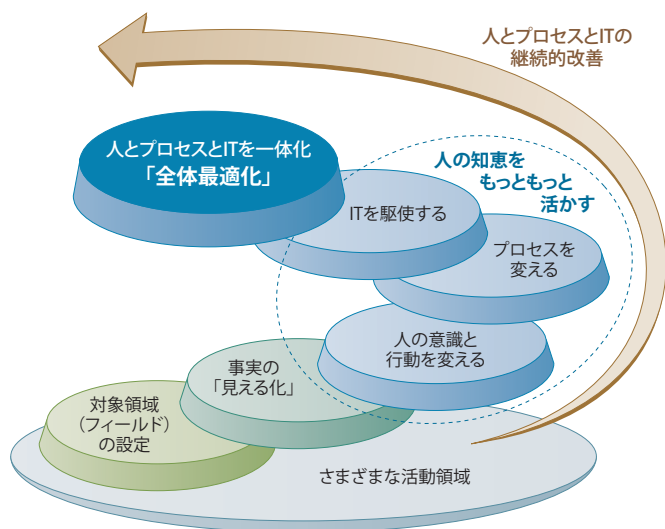 人とプロセスとITの
継続的改善
人とプロセスとITを一体化
「全体最適化」
人の知恵を
もっともっと
活かす
ITを駆使する
プロセスを
変える
人の意識と
行動を変える
事実の
「見える化」
対象領域
(フィールド)
の設定
さまざまな活動領域